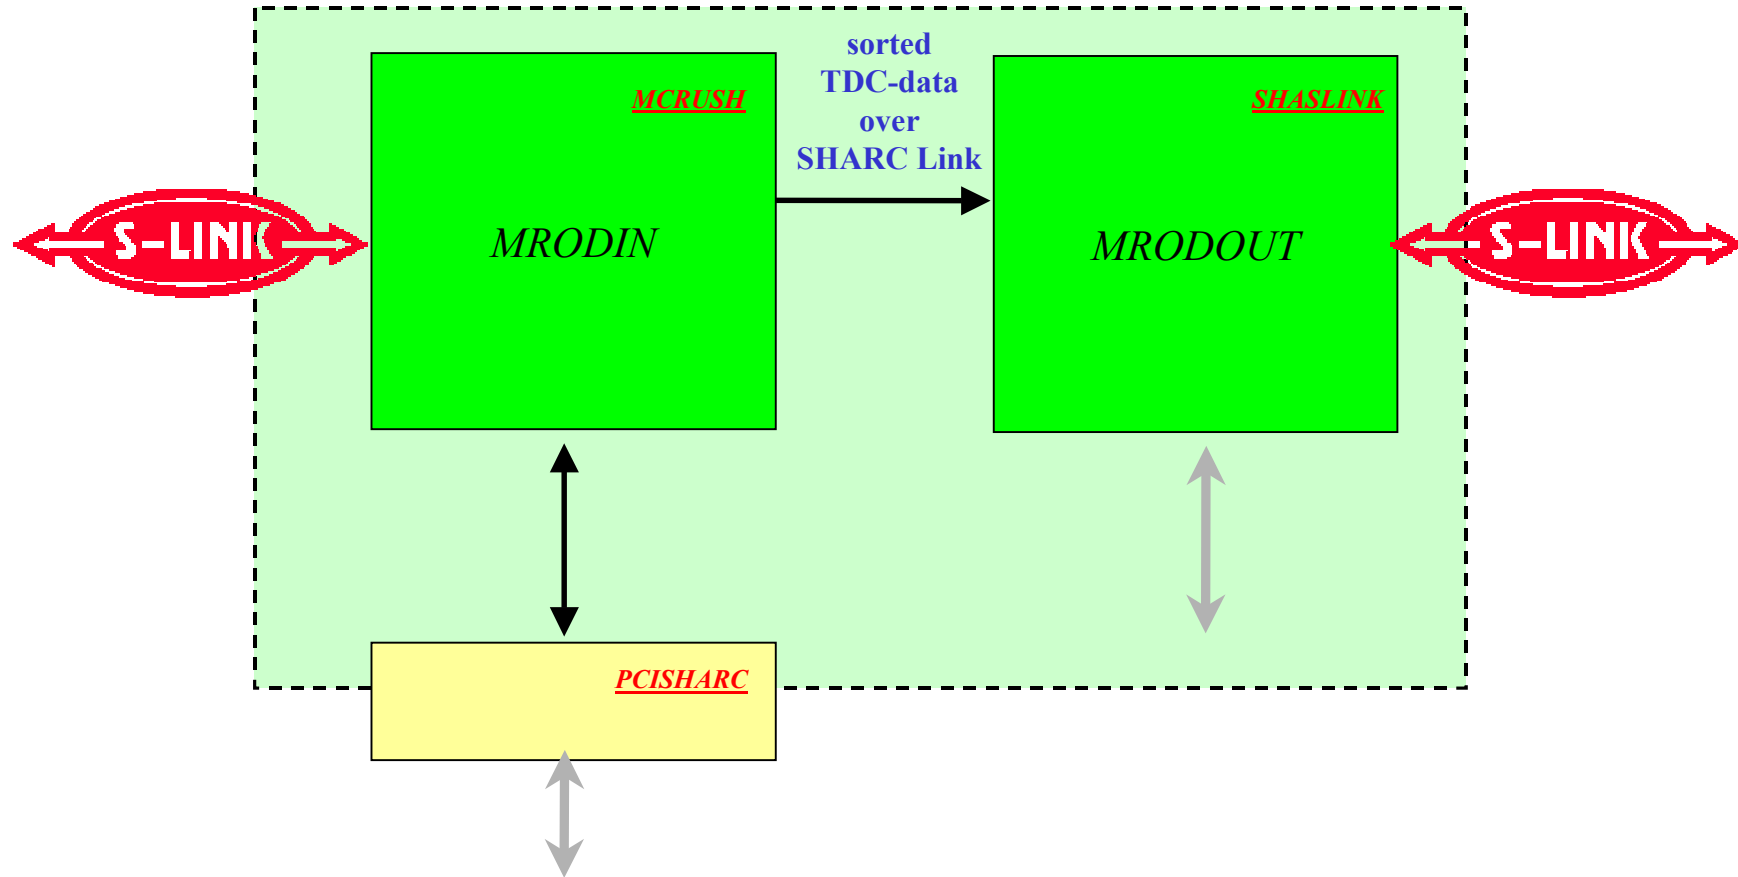 sorted
TDC-data
over
SHARC Link
MCRUSH
SHASLINK
S-LINK
MRODIN
MRODOUT
S-LINK
PCISHARC